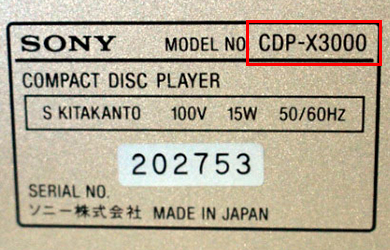 SONY MODEL NO. CDP-X3000
COMPACT DISC PLAYER
S KITAKANTO 100V 15W 50/60HZ
202753
SERIAL NO.
ソニー株式会社 MADE IN JAPAN